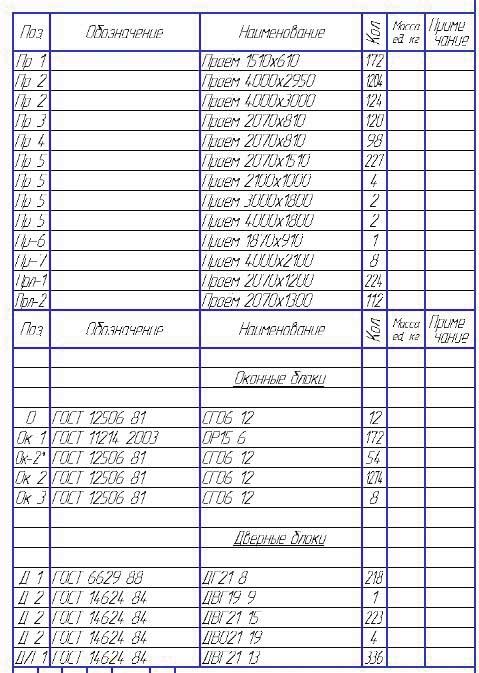 Поз Обозначение Наименование Кол Масса ед. кг Приме чание
Пр 1 Проем 1510х610 172
Пр 2 Проем 4000х2950 1204
Пр 2 Проем 4000х3000 124
Пр 3 Проем 2070х810 120
Пр 4 Проем 2070х810 98
Пр 5 Проем 2070х1510 227
Пр 5 Проем 2100х1000 4
Пр 5 Проем 3000х1800 2
Пр 5 Проем 4000х1800 2
Пр-6 Проем 1870х910 1
Пр-7 Проем 4000х2100 8
Прл-1 Проем 2070х1200 224
Прл-2 Проем 2070х1300 112
Поз Обозначение Наименование Кол Масса ед. кг Приме чание
Оконные блоки
О ГОСТ 12506 81 СГО6 12 12
Ок 1 ГОСТ 11214 2003 ОР15 6 172
Ок-2* ГОСТ 12506 81 СГО6 12 54
Ок 2 ГОСТ 12506 81 СГО6 12 1274
Ок 3 ГОСТ 12506 81 СГО6 12 8
Дверные блоки
Д 1 ГОСТ 6629 88 ДГ21 8 218
Д 2 ГОСТ 14624 84 ДВГ19 9 1
Д 2 ГОСТ 14624 84 ДВГ21 15 223
Д 2 ГОСТ 14624 84 ДВО21 19 4
ДЛ 1 ГОСТ 14624 84 ДВГ21 13 336